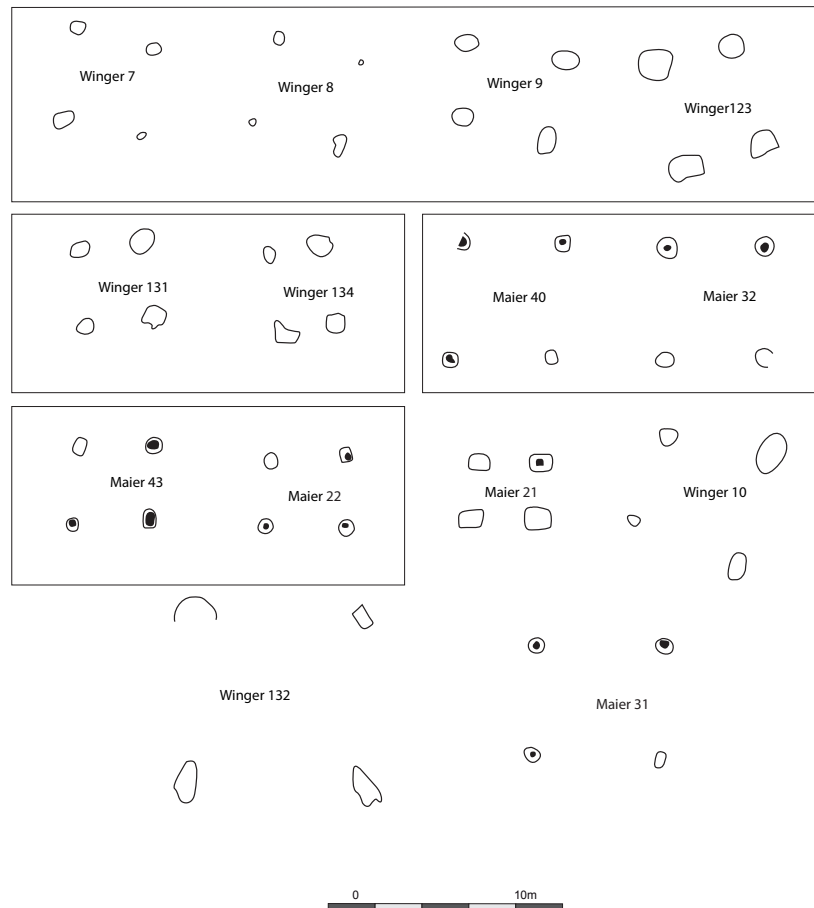 Winger 7
Winger 8
Winger 9
Winger123
Winger 131
Winger 134
Maier 40
Maier 32
Maier 43
Maier 22
Maier 21
Winger 10
Winger 132
Maier 31
0 10m